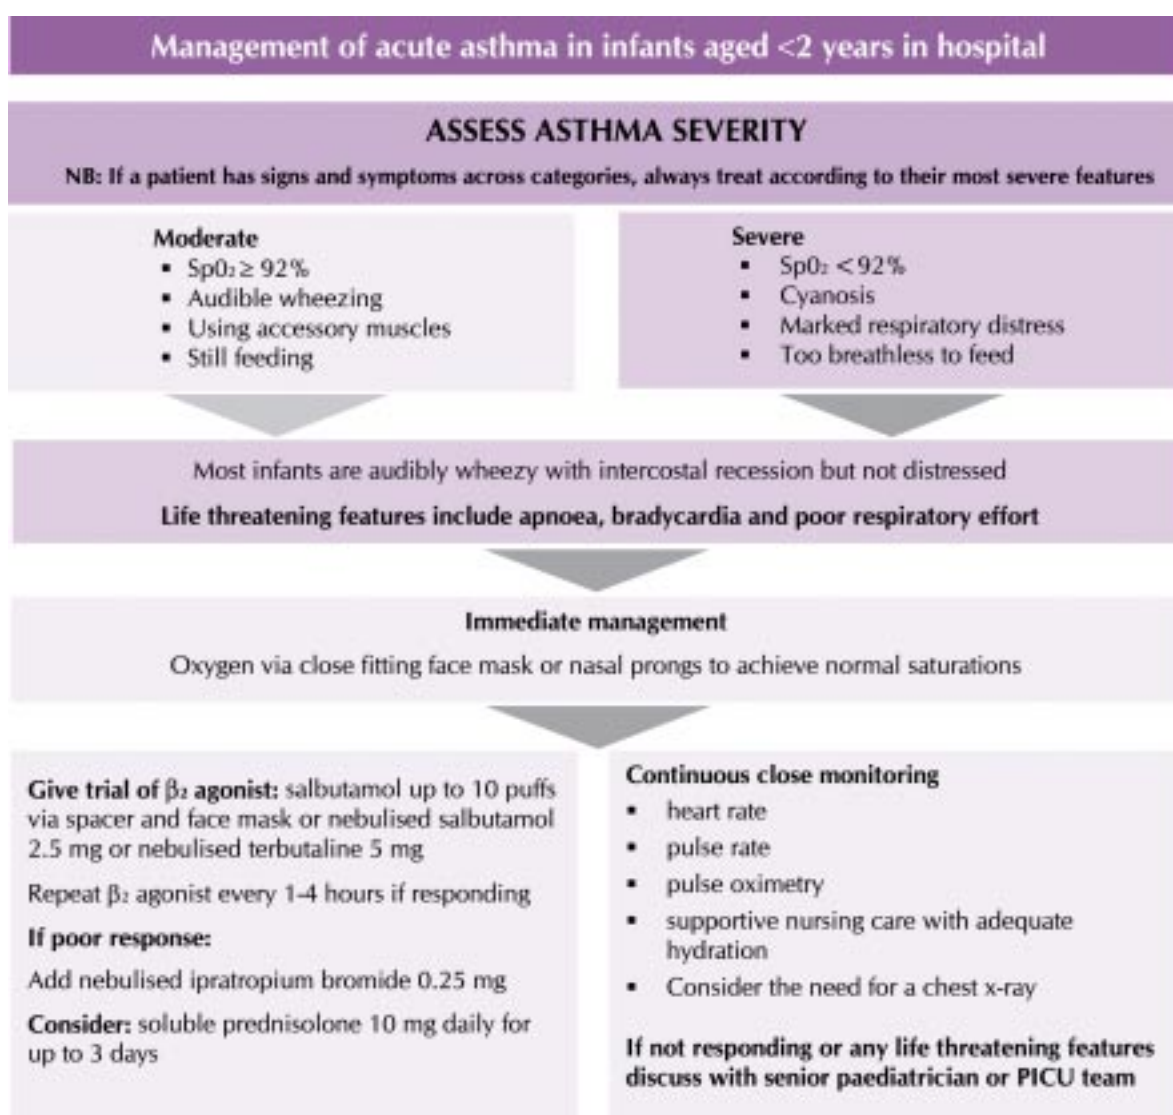 Management of acute asthma in infants aged <2 years in hospital
ASSESS ASTHMA SEVERITY
NB: If a patient has signs and symptoms across categories, always treat according to their most severe features
Moderate
▪ Sp0₂ ≥ 92%
▪ Audible wheezing
▪ Using accessory muscles
▪ Still feeding
Severe
▪ Sp0₂ <92%
▪ Cyanosis
▪ Marked respiratory distress
▪ Too breathless to feed
Most infants are audibly wheezy with intercostal recession but not distressed
Life threatening features include apnoea, bradycardia and poor respiratory effort
Immediate management
Oxygen via close fitting face mask or nasal prongs to achieve normal saturations
Give trial of β₂ agonist: salbutamol up to 10 puffs
via spacer and face mask or nebulised salbutamol
2.5 mg or nebulised terbutaline 5 mg
Repeat β₂ agonist every 1-4 hours if responding
If poor response:
Add nebulised ipratropium bromide 0.25 mg
Consider: soluble prednisolone 10 mg daily for
up to 3 days
Continuous close monitoring
▪ heart rate
▪ pulse rate
▪ pulse oximetry
▪ supportive nursing care with adequate
hydration
▪ Consider the need for a chest x-ray
If not responding or any life threatening features
discuss with senior paediatrician or PICU team